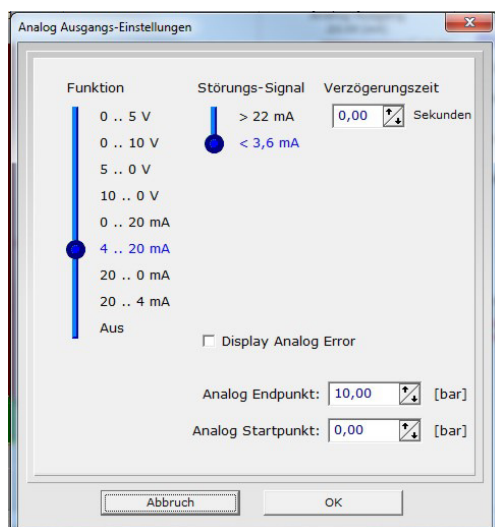 Analog Ausgangs-Einstellungen
Funktion
0 .. 5 V
0 .. 10 V
5 .. 0 V
10 .. 0 V
0 .. 20 mA
4 .. 20 mA
20 .. 0 mA
20 .. 4 mA
Aus
Störungs-Signal
> 22 mA
< 3,6 mA
Verzögerungszeit
0,00 Sekunden
Display Analog Error
Analog Endpunkt: 10,00 [bar]
Analog Startpunkt: 0,00 [bar]
Abbruch
OK